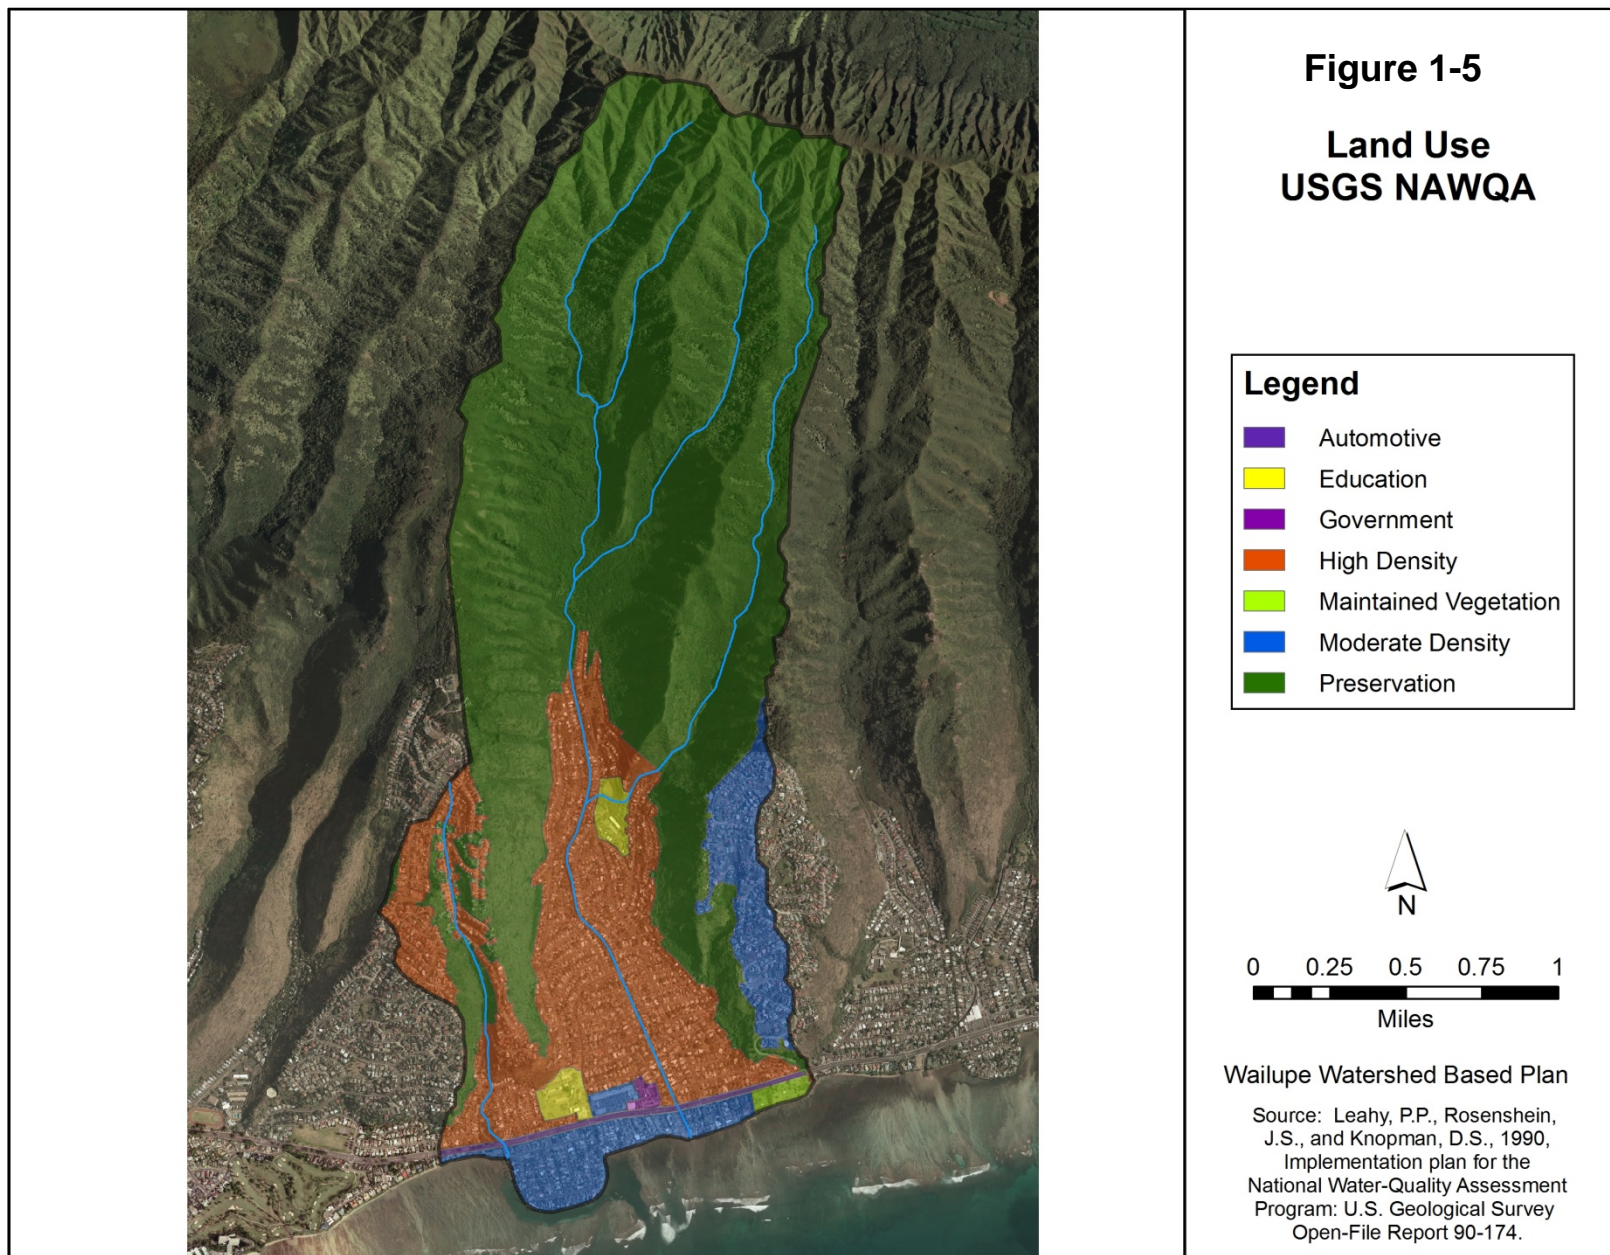 Figure 1-5
Land Use
USGS NAWQA
Legend
Automotive
Education
Government
High Density
Maintained Vegetation
Moderate Density
Preservation
N
0 0.25 0.5 0.75 1
Miles
Wailupe Watershed Based Plan
Source: Leahy, P.P., Rosenshein,
J.S., and Knopman, D.S., 1990,
Implementation plan for the
National Water-Quality Assessment
Program: U.S. Geological Survey
Open-File Report 90-174.